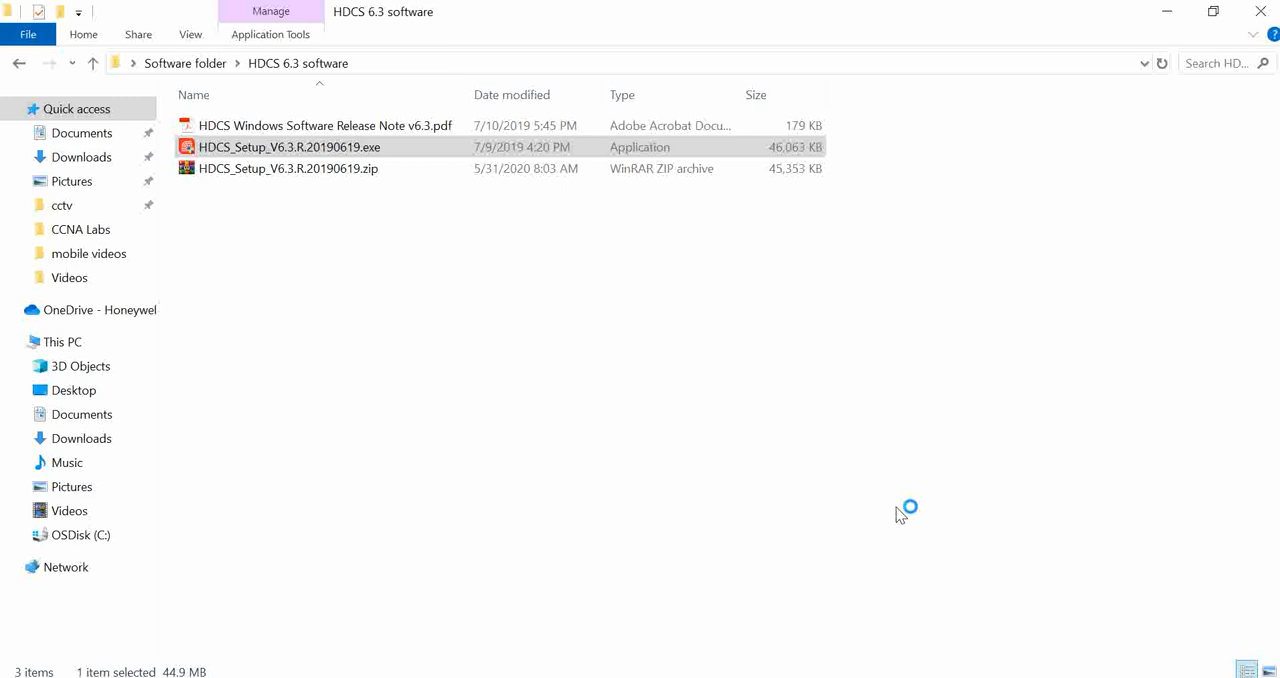 Manage
HDCS 6.3 software
File
Home
Share
View
Application Tools
?
Software folder
HDCS 6.3 software
Search HD...
Name
Date modified
Type
Size
HDCS Windows Software Release Note v6.3.pdf 7/10/2019 5:45 PM Adobe Acrobat Docu... 179 KB
HDCS_Setup_V6.3.R.20190619.exe 7/9/2019 4:20 PM Application 46,063 KB
HDCS_Setup_V6.3.R.20190619.zip 5/31/2020 8:03 AM WinRAR ZIP archive 45,353 KB
Quick access
Documents
Downloads
Pictures
cctv
CCNA Labs
mobile videos
Videos
OneDrive - Honeywel
This PC
3D Objects
Desktop
Documents
Downloads
Music
Pictures
Videos
OSDisk (C:)
Network
3 items 1 item selected 44.9 MB